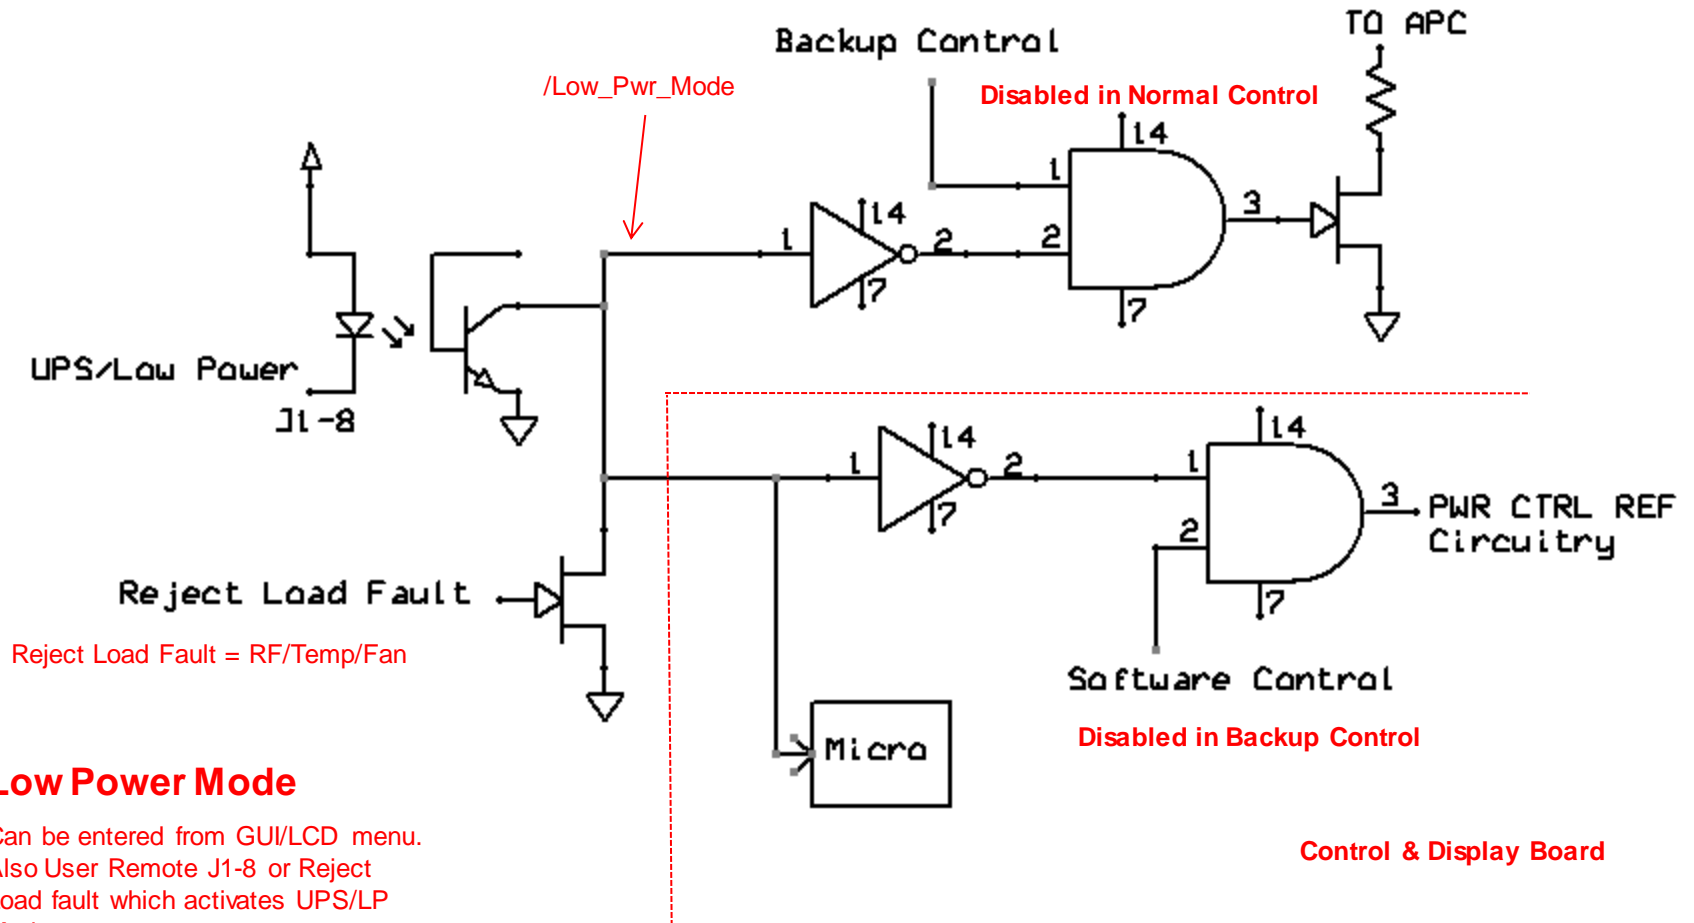 TO APC
Backup Control
/Low_Pwr_Mode
Disabled in Normal Control
14
1
3
14
1
2
2
7
7
UPS/Low Power
J1-8
14
14
1
2
1
3
PWR CTRL REF
Circuitry
7
2
7
Reject Load Fault
Reject Load Fault = RF/Temp/Fan
Software Control
Disabled in Backup Control
Micro
Low Power Mode
Can be entered from GUI/LCD menu.
Also User Remote J1-8 or Reject
Load fault which activates UPS/LP
Control & Display Board